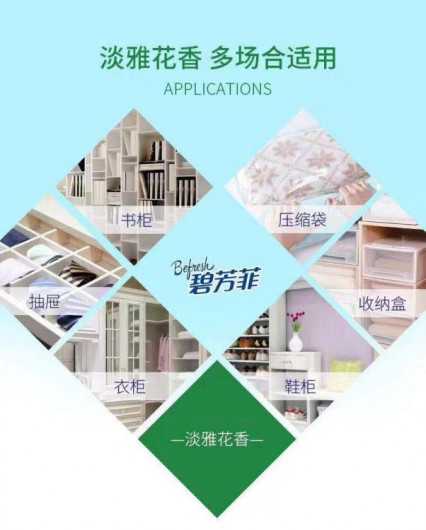 淡雅花香 多场合适用
APPLICATIONS
书柜
压缩袋
Befresh
碧芳菲
抽屉
收纳盒
衣柜
鞋柜
—淡雅花香—